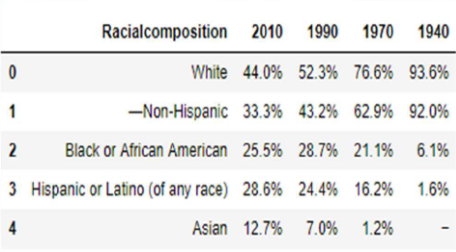 Racialcomposition 2010 1990 1970 1940
0 White 44.0% 52.3% 76.6% 93.6%
1 —Non-Hispanic 33.3% 43.2% 62.9% 92.0%
2 Black or African American 25.5% 28.7% 21.1% 6.1%
3 Hispanic or Latino (of any race) 28.6% 24.4% 16.2% 1.6%
4 Asian 12.7% 7.0% 1.2% –